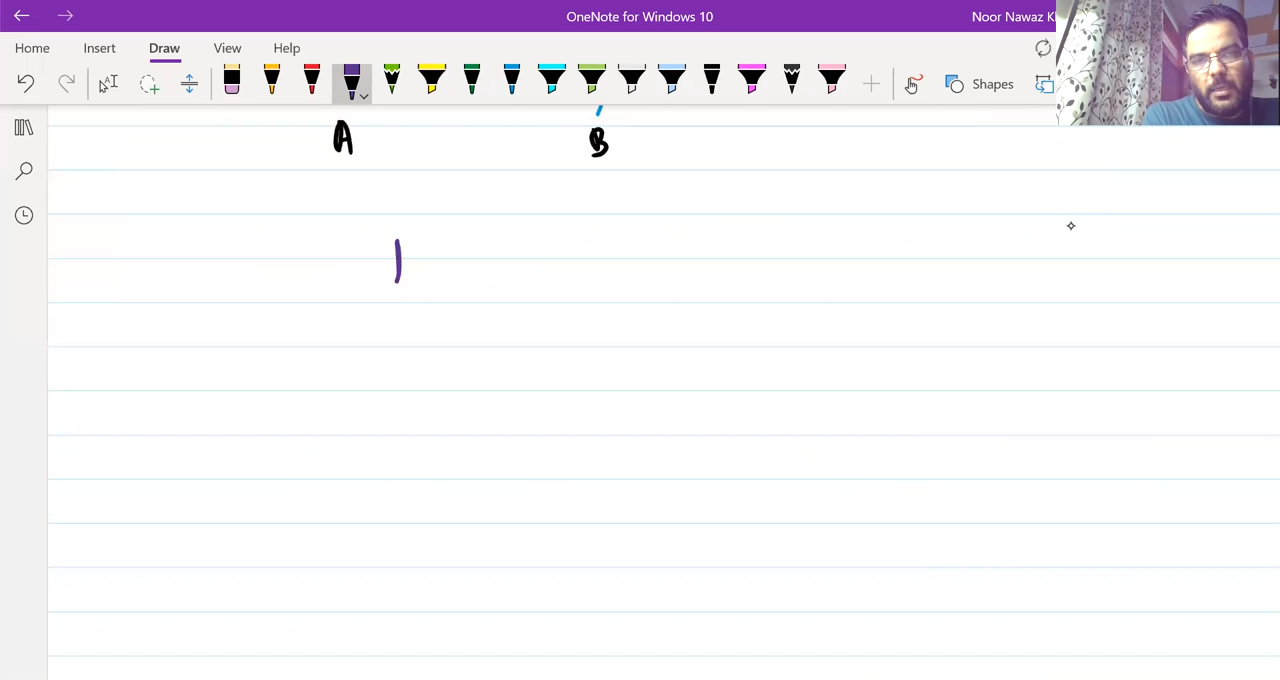 OneNote for Windows 10
Noor Nawaz
Home Insert Draw View Help
Shapes
A B